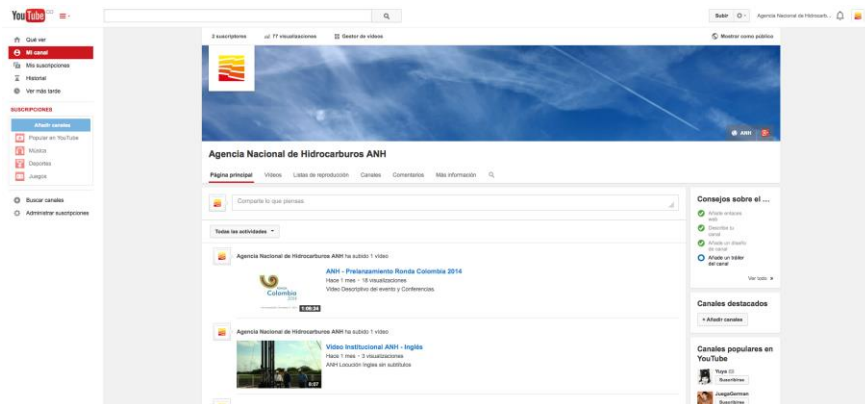 YouTube CO
Subir
Agencia Nacional de Hidrocarb...
Qué ver
Mi canal
Mis suscripciones
Historial
Ver más tarde
SUSCRIPCIONES
Añadir canales
Popular en YouTube
Música
Deportes
Juegos
Buscar canales
Administrar suscripciones
2 suscriptores 77 visualizaciones Gestor de vídeos Mostrar como público
ANH
Agencia Nacional de Hidrocarburos ANH
Página principal Vídeos Listas de reproducción Canales Comentarios Más información
Comparte lo que piensas
Todas las actividades
Agencia Nacional de Hidrocarburos ANH ha subido 1 vídeo
Colombia
1:09:34
ANH - Prelanzamiento Ronda Colombia 2014
Hace 1 mes - 18 visualizaciones
Video Descriptivo del evento y Conferencias.
Agencia Nacional de Hidrocarburos ANH ha subido 1 vídeo
8:07
Video Institucional ANH - Inglés
Hace 1 mes - 3 visualizaciones
ANH Locución Ingles sin subtítulos
Consejos sobre el ...
Añade enlaces
web
Describe tu
canal
Añade un diseño
de canal
Añade un tráiler
del canal
Ver todo
Canales destacados
+ Añadir canales
Canales populares en
YouTube
Yuya
Suscribirse
JuegaGerman
Suscribirse